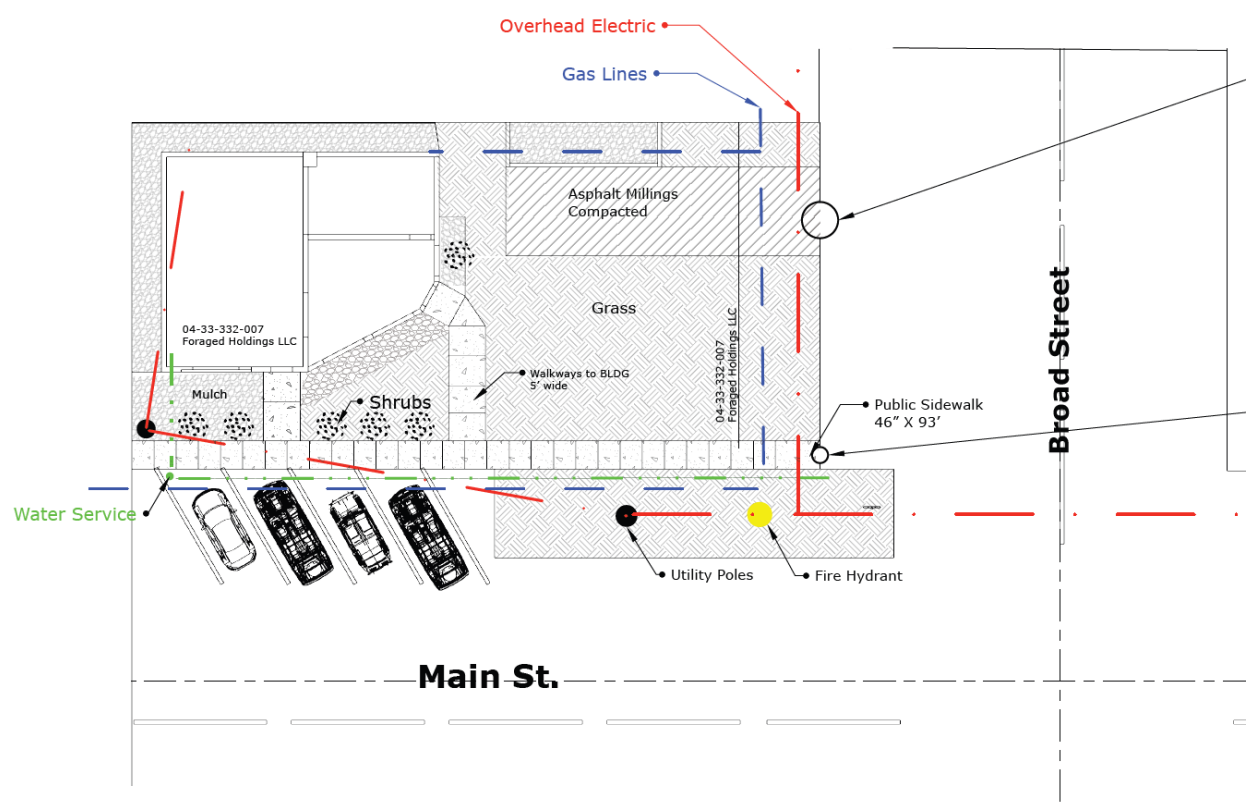 Overhead Electric
Gas Lines
Asphalt Millings
Compacted
Grass
04-33-332-007
Foraged Holdings LLC
Walkways to BLDG
5' wide
Mulch
Shrubs
04-33-332-007
Foraged Holdings LLC
Public Sidewalk
46" X 93'
Broad Street
Water Service
Utility Poles
Fire Hydrant
Main St.